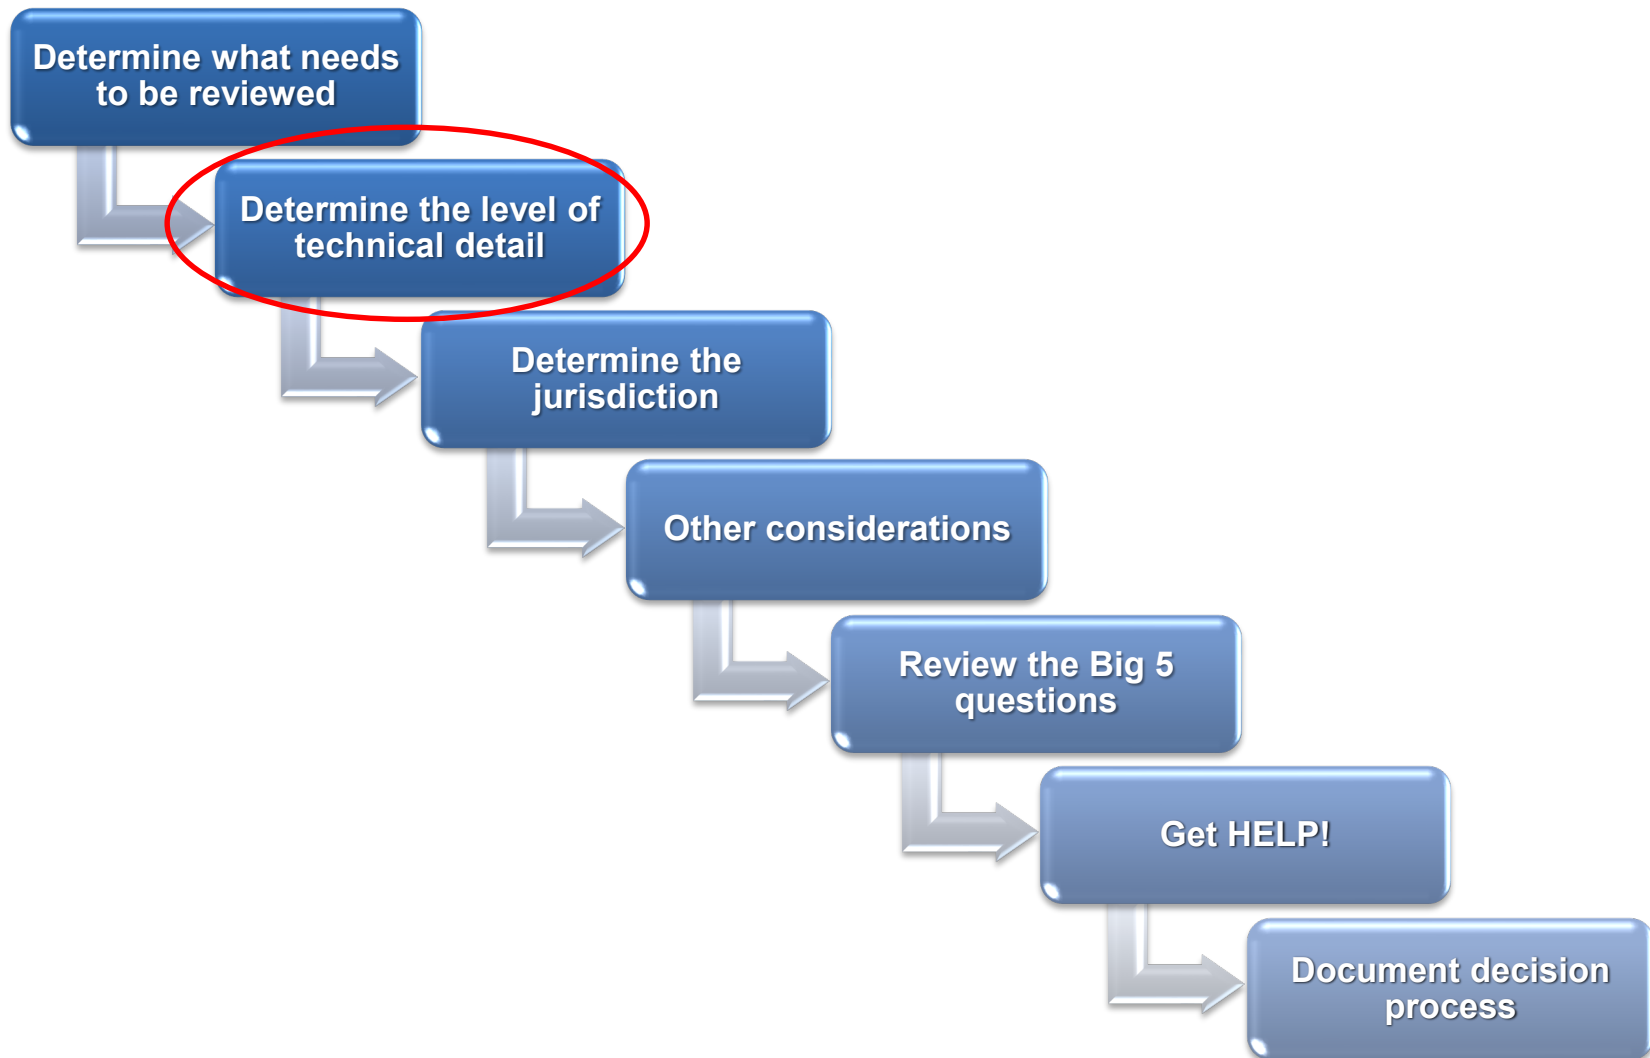 Determine what needs
to be reviewed
Determine the level of
technical detail
Determine the
jurisdiction
Other considerations
Review the Big 5
questions
Get HELP!
Document decision
process